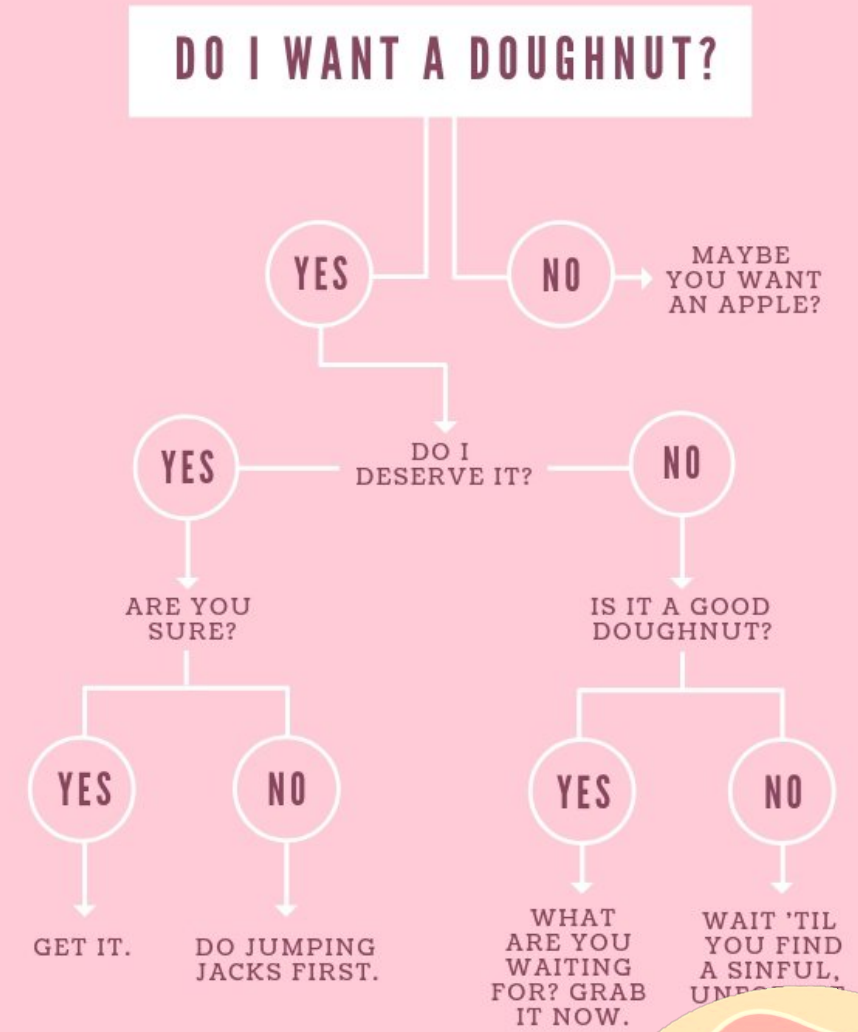 DO I WANT A DOUGHNUT?
YES
NO
MAYBE
YOU WANT
AN APPLE?
DO I
DESERVE IT?
YES
NO
ARE YOU
SURE?
IS IT A GOOD
DOUGHNUT?
YES
NO
YES
NO
GET IT.
DO JUMPING
JACKS FIRST.
WHAT
ARE YOU
WAITING
FOR? GRAB
IT NOW.
WAIT 'TIL
YOU FIND
A SINFUL,